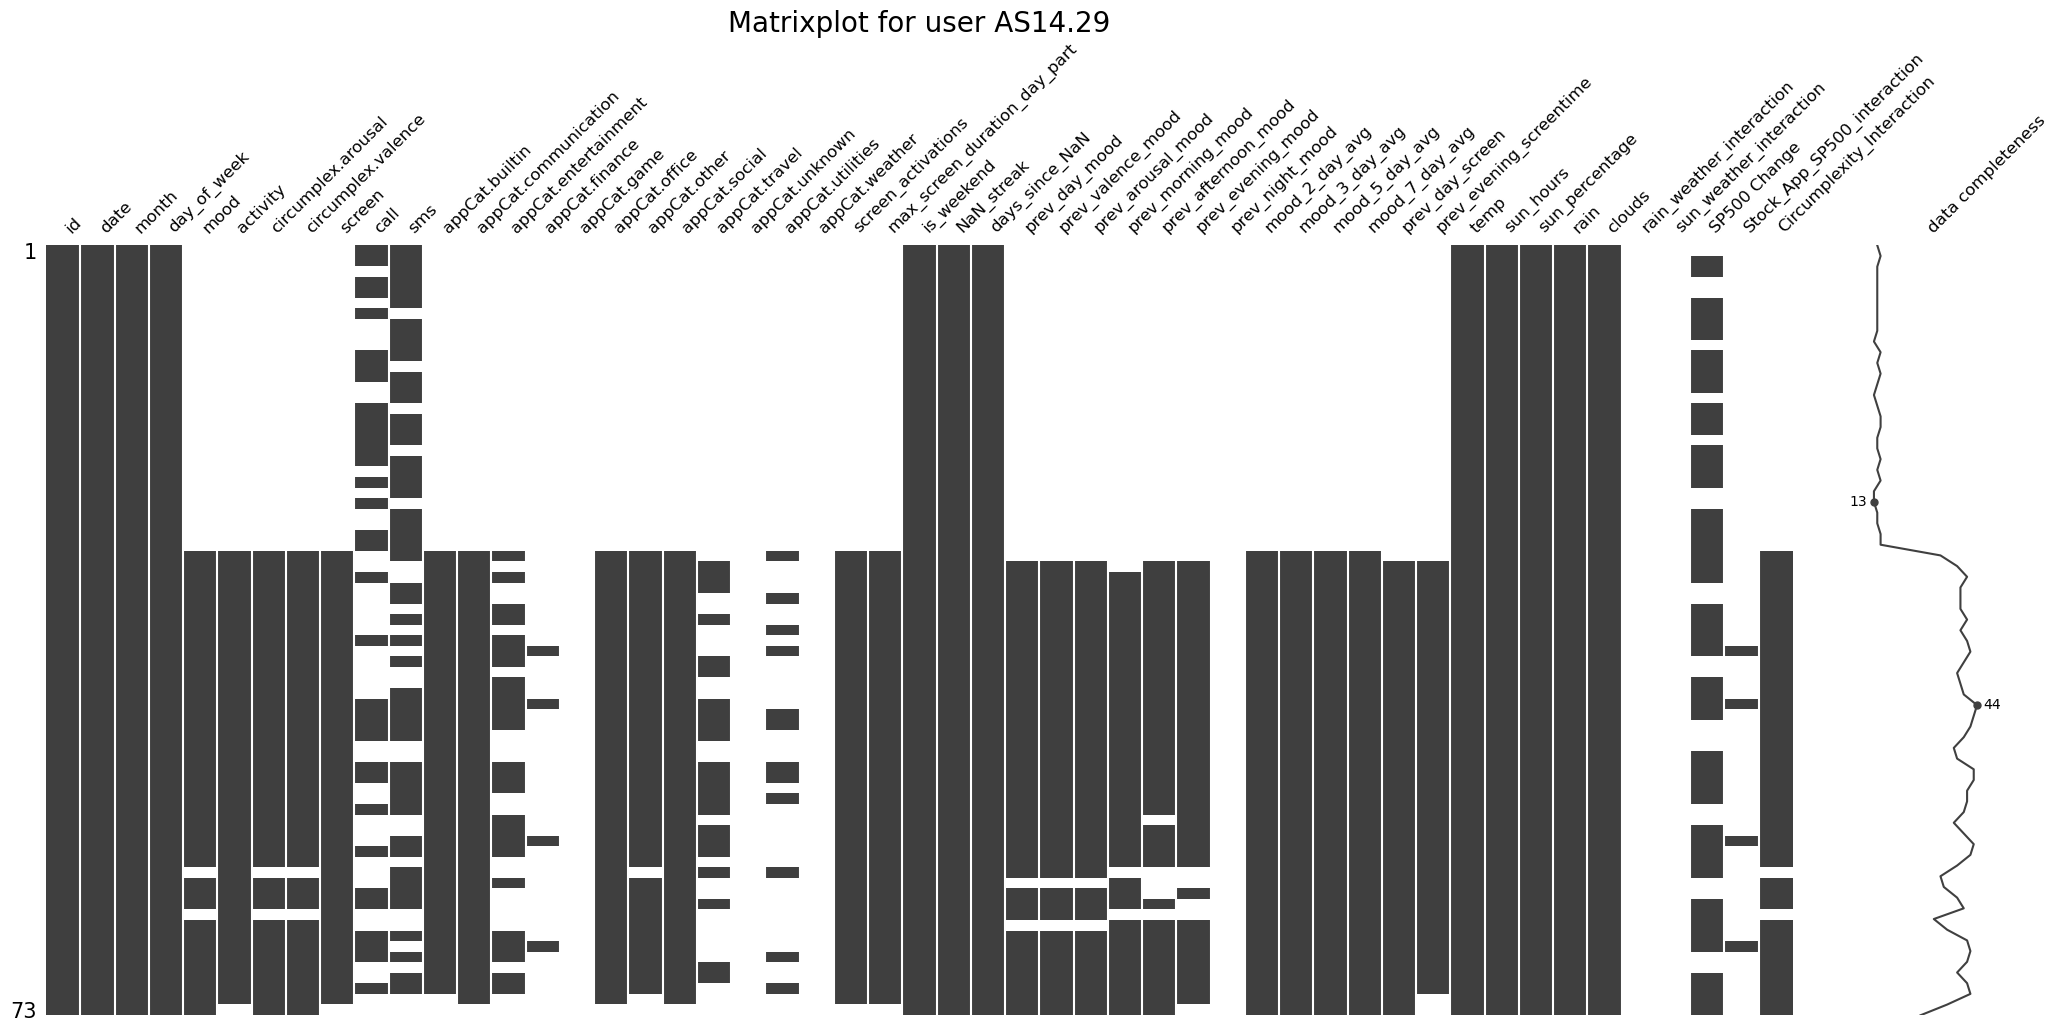 Matrixplot for user AS14.29
id
date
month
day_of_week
mood
activity
circumplex.arousal
circumplex.valence
screen
call
sms
appCat.builtin
appCat.communication
appCat.entertainment
appCat.finance
appCat.game
appCat.office
appCat.other
appCat.social
appCat.travel
appCat.unknown
appCat.utilities
appCat.weather
screen_activations
max_screen_duration_day_part
is_weekend
NaN_streak
days_since_NaN
prev_day_mood
prev_valence_mood
prev_arousal_mood
prev_morning_mood
prev_afternoon_mood
prev_evening_mood
prev_night_mood
mood_2_day_avg
mood_3_day_avg
mood_5_day_avg
mood_7_day_avg
prev_day_screen
prev_evening_screentime
temp
sun_hours
sun_percentage
rain
clouds
rain_weather_interaction
sun_weather_interaction
SP500 Change
Stock_App_SP500_interaction
Circumplexity_Interaction
data completeness
1
13
44
73